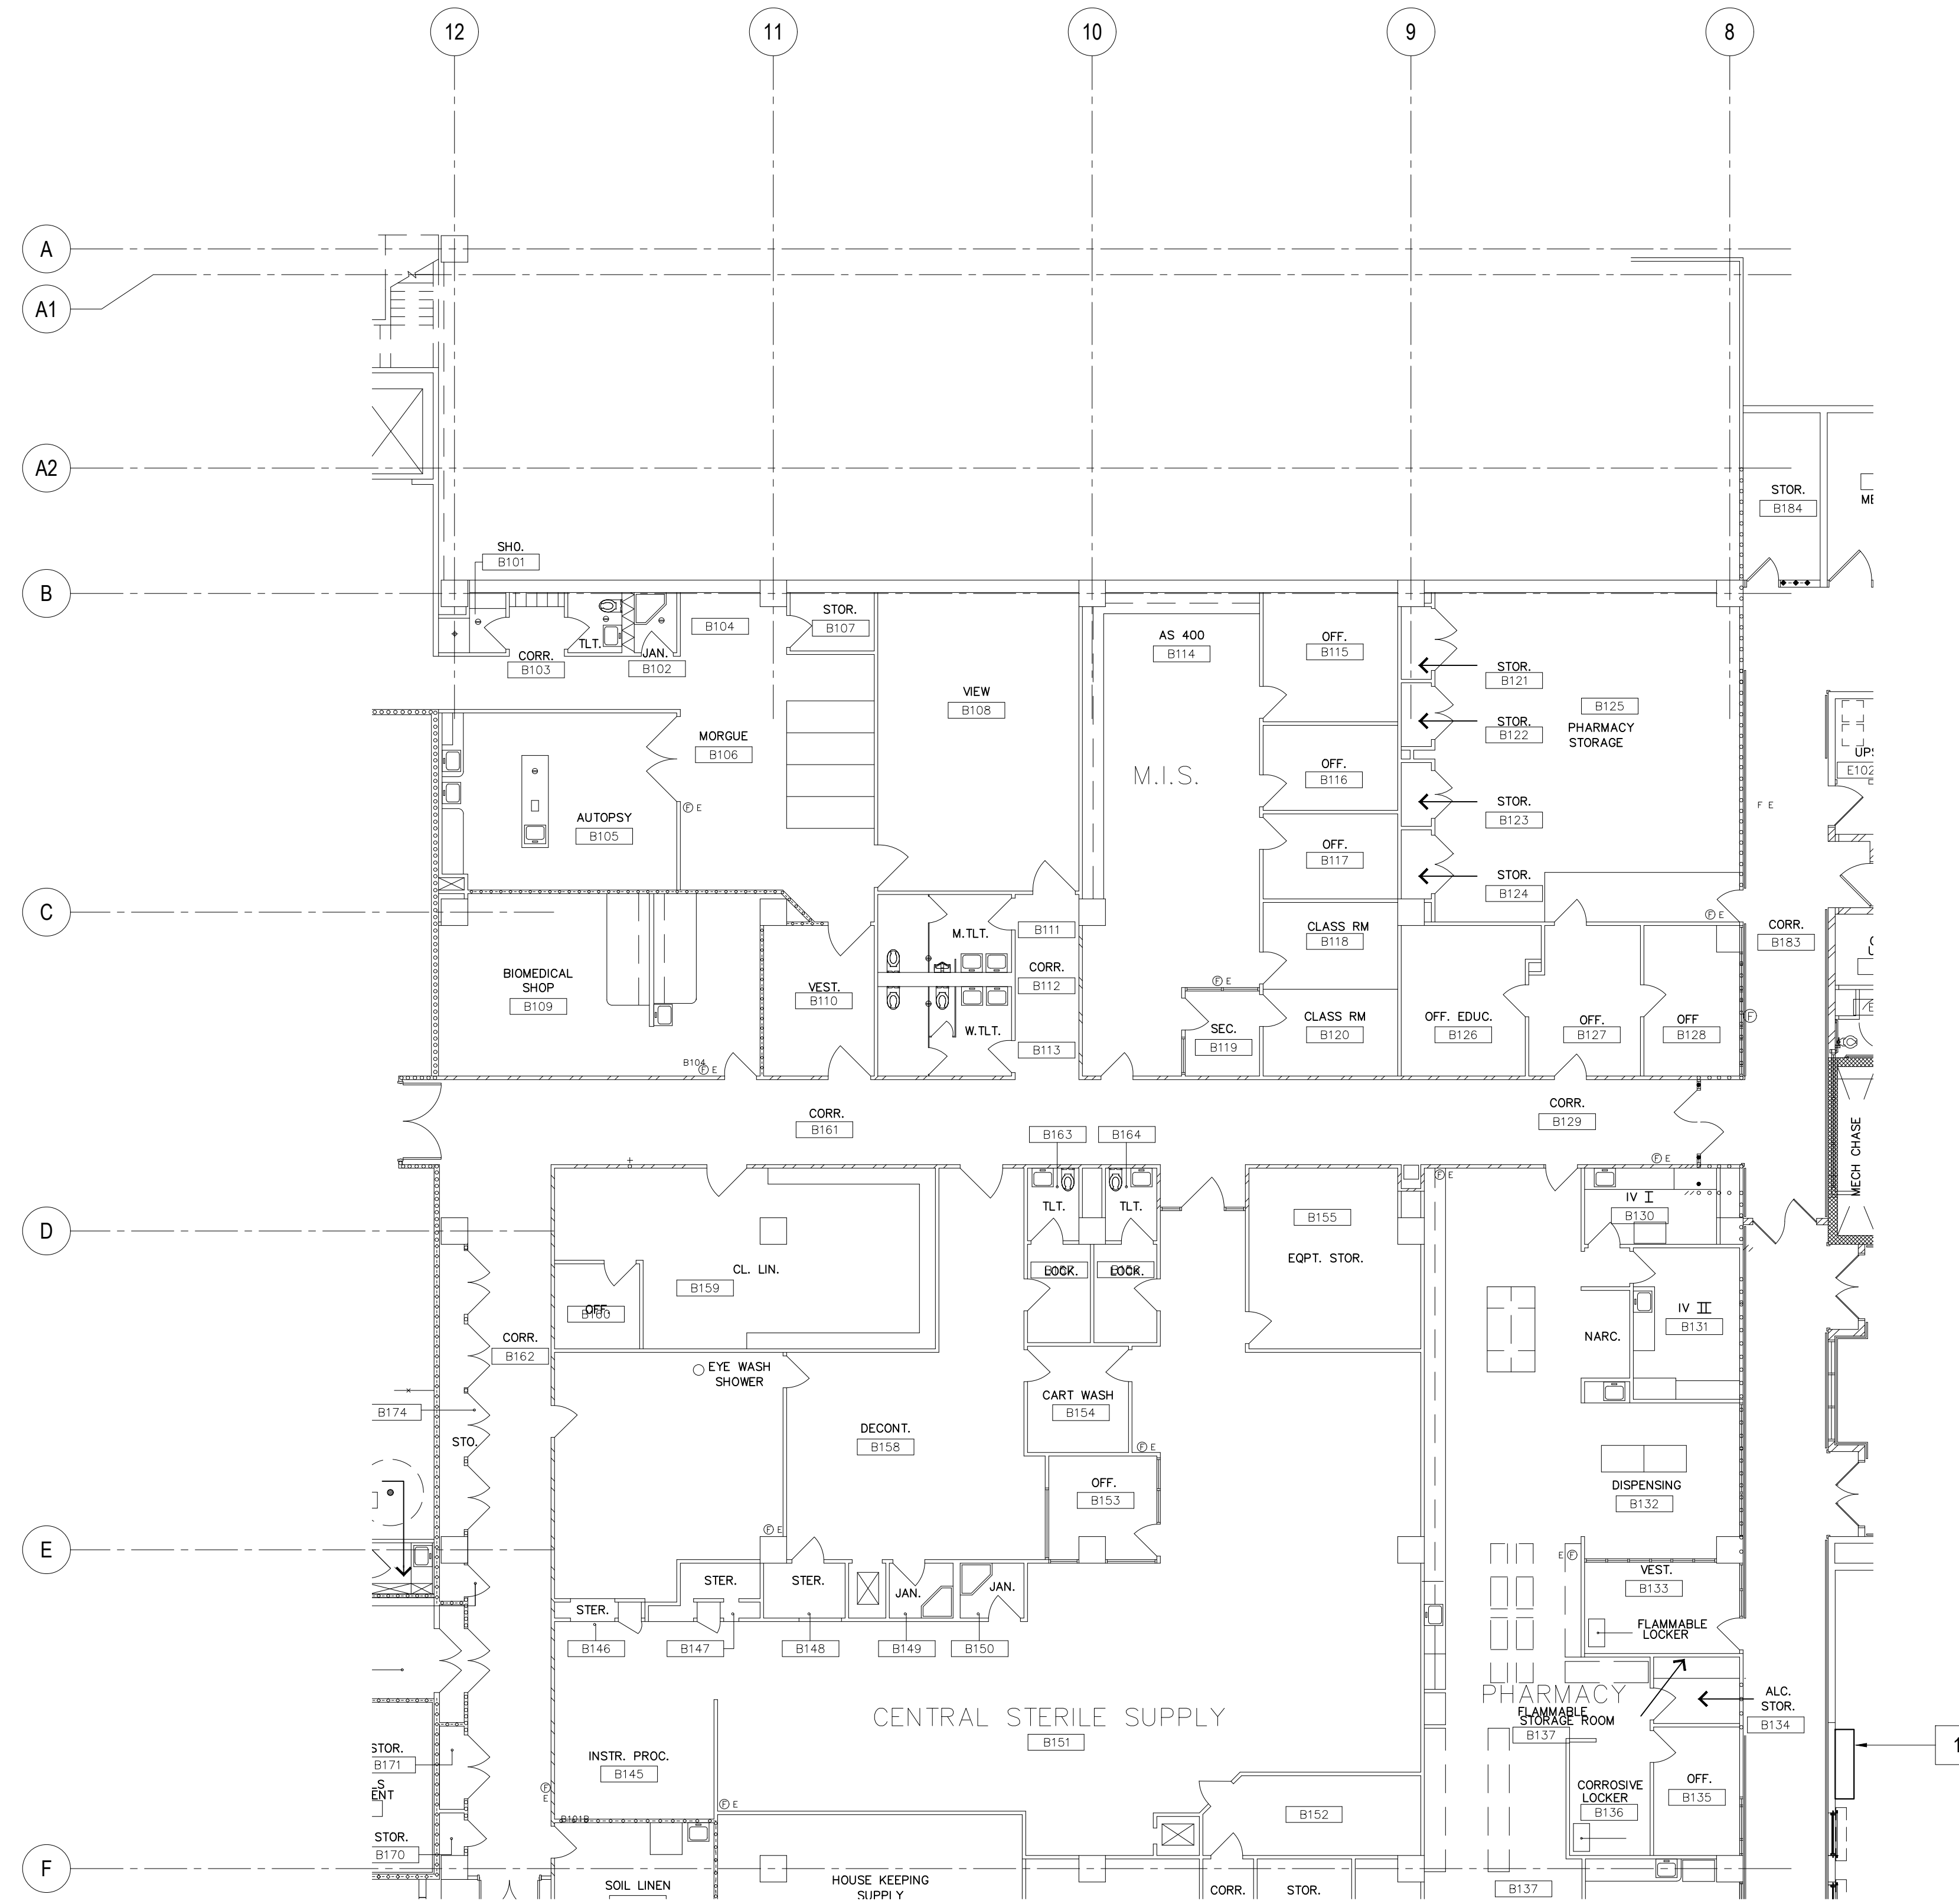 12 11 10 9 8
A
A1
A2
STOR.
B184
ME
SHO.
B101
B
STOR.
B107
B104
TLT.
CORR.
B103
JAN.
B102
AS 400
B114
OFF.
B115
STOR.
B121
VIEW
B108
B125
PHARMACY
STORAGE
STOR.
B122
MORGUE
B106
M.I.S.
OFF.
B116
UPS
E102
STOR.
B123
F E
F E
AUTOPSY
B105
OFF.
B117
STOR.
B124
C
F E
CORR.
B183
M.TLT.
B111
CLASS RM
B118
BIOMEDICAL
SHOP
B109
VEST.
B110
CORR.
B112
F E
W.TLT.
B113
SEC.
B119
CLASS RM
B120
OFF. EDUC.
B126
OFF.
B127
OFF
B128
F
B104
F E
CORR.
B161
CORR.
B129
B163
B164
MECH CHASE
F E
F E
TLT.
TLT.
IV I
B130
D
B155
EQPT. STOR.
CL. LIN.
B159
LOCK.
LOCK.
OFF.
B160
IV II
B131
NARC.
CORR.
B162
EYE WASH
SHOWER
CART WASH
B154
B174
STO.
DECONT.
B158
F E
OFF.
B153
DISPENSING
B132
E
F E
E F
STER.
STER.
JAN.
JAN.
VEST.
B133
STER.
FLAMMABLE
LOCKER
B146
B147
B148
B149
B150
PHARMACY
ALC.
STOR.
B134
FLAMMABLE
STORAGE ROOM
B137
CENTRAL STERILE SUPPLY
B151
1
STOR.
B171
LS
ENT
INSTR. PROC.
B145
F
E
F E
B101B
B152
CORROSIVE
LOCKER
B136
OFF.
B135
STOR.
B170
F
SOIL LINEN
HOUSE KEEPING
SUPPLY
CORR.
STOR.
B137